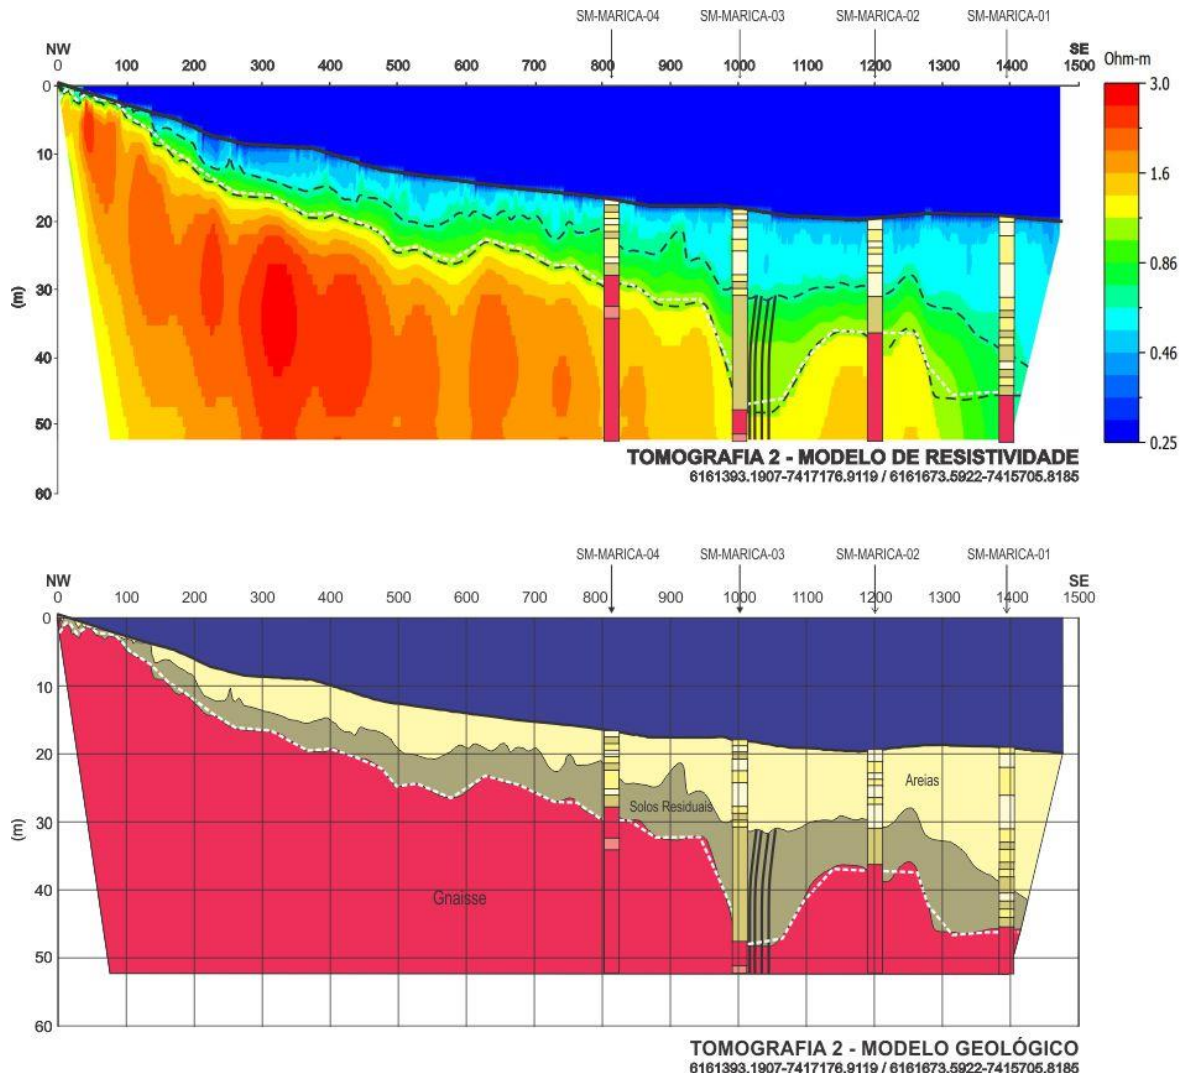 SM-MARICA-04 SM-MARICA-03 SM-MARICA-02 SM-MARICA-01
NW SE
0 100 200 300 400 500 600 700 800 900 1000 1100 1200 1300 1400 1500
Ohm-m
3.0
1.6
0.86
0.46
0.25
0
10
20
30
40
50
60
(m)
TOMOGRAFIA 2 - MODELO DE RESISTIVIDADE
6161393.1907-7417176.9119 / 6161673.5922-7415705.8185
SM-MARICA-04 SM-MARICA-03 SM-MARICA-02 SM-MARICA-01
NW SE
0 100 200 300 400 500 600 700 800 900 1000 1100 1200 1300 1400 1500
0
10
20
30
40
50
60
(m)
Areias
Solos Residuais
Gnaisse
TOMOGRAFIA 2 - MODELO GEOLÓGICO
6161393.1907-7417176.9119 / 6161673.5922-7415705.8185